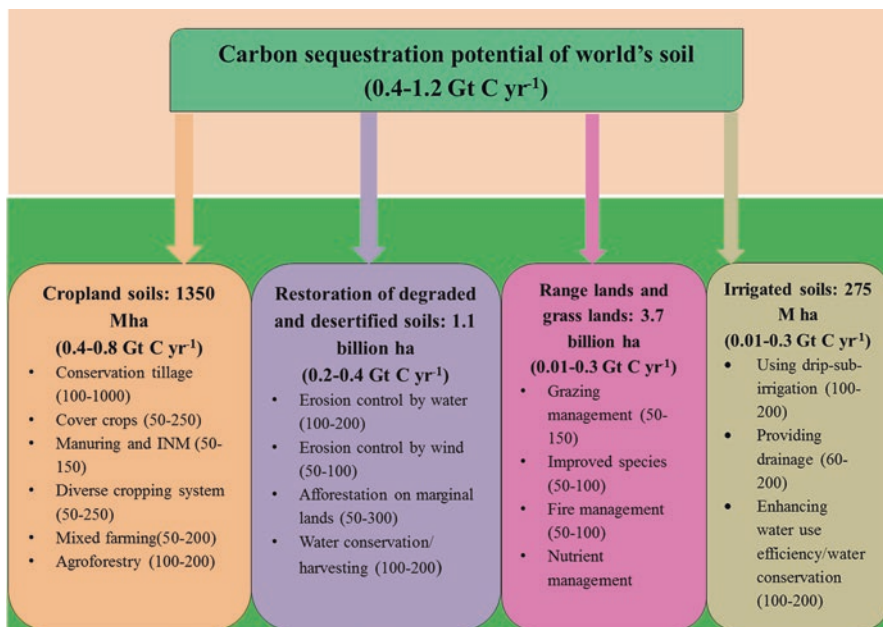 Carbon sequestration potential of world's soil
(0.4-1.2 Gt C yr⁻¹)
Cropland soils: 1350
Mha
(0.4-0.8 Gt C yr⁻¹)
• Conservation tillage
(100-1000)
• Cover crops (50-250)
• Manuring and INM (50-
150)
• Diverse cropping system
(50-250)
• Mixed farming(50-200)
• Agroforestry (100-200)
Restoration of degraded
and desertified soils: 1.1
billion ha
(0.2-0.4 Gt C yr⁻¹)
• Erosion control by water
(100-200)
• Erosion control by wind
(50-100)
• Afforestation on marginal
lands (50-300)
• Water conservation/
harvesting (100-200)
Range lands and
grass lands: 3.7
billion ha
(0.01-0.3 Gt C yr⁻¹)
• Grazing
management (50-
150)
• Improved species
(50-100)
• Fire management
(50-100)
• Nutrient
management
Irrigated soils: 275
M ha
(0.01-0.3 Gt C yr⁻¹)
• Using drip-sub-
irrigation (100-
200)
• Providing
drainage (60-
200)
• Enhancing
water use
efficiency/water
conservation
(100-200)